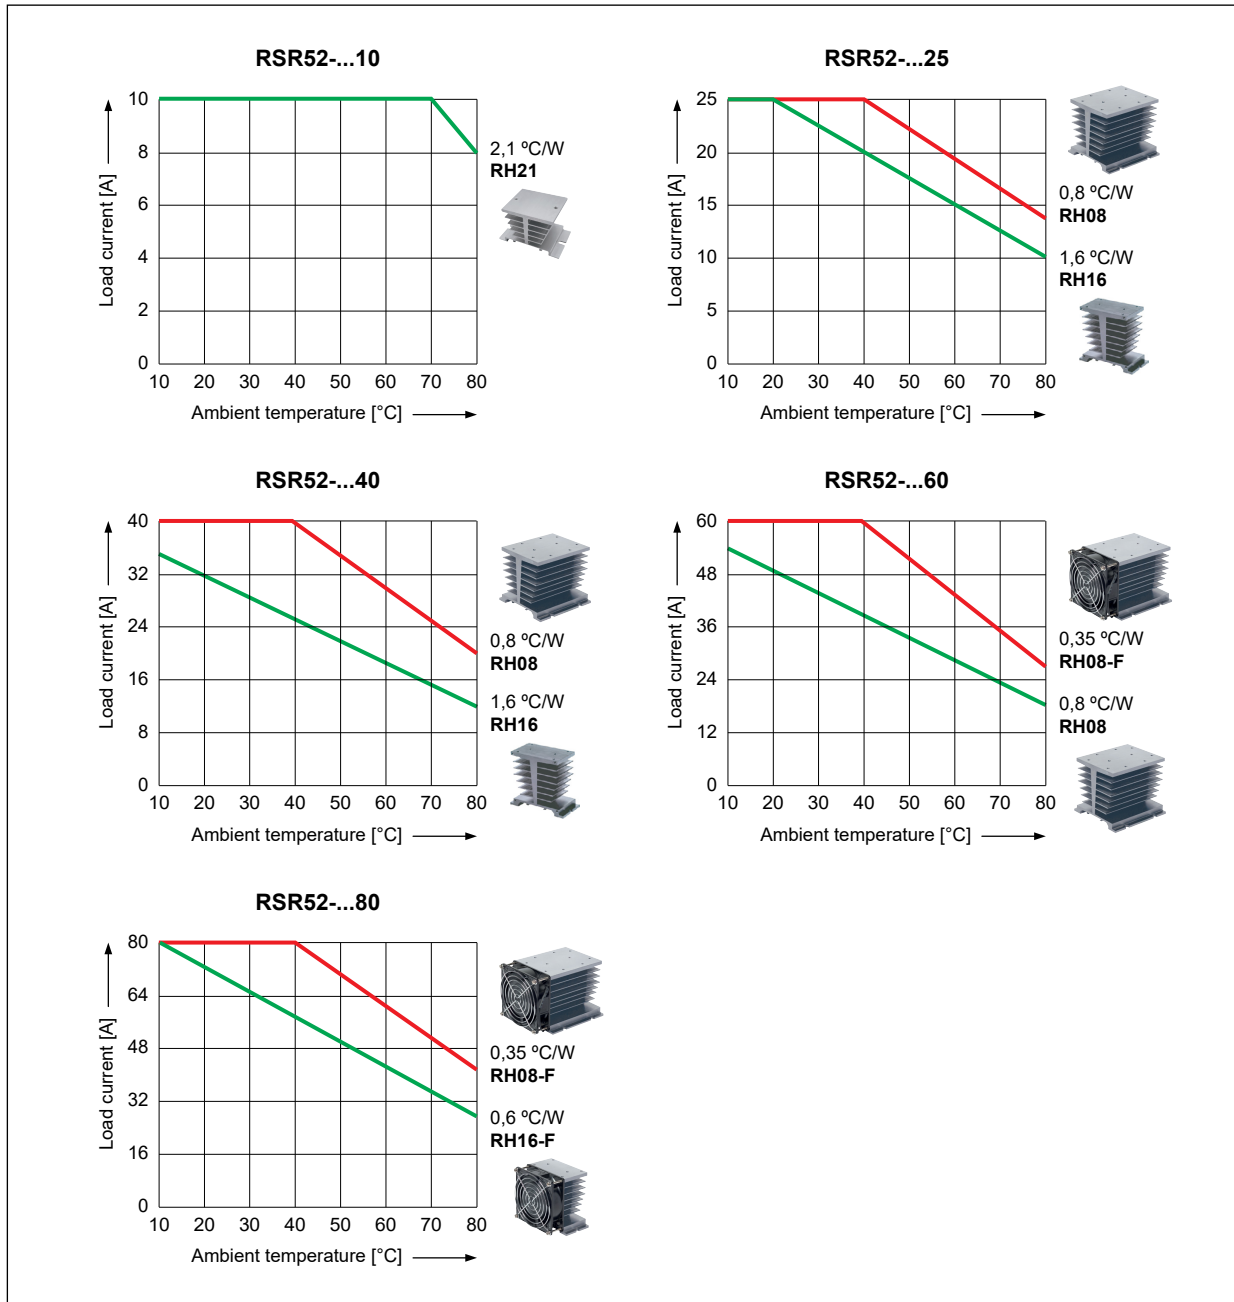 RSR52-...10
Load current [A]
10
8
6
4
2
0
10 20 30 40 50 60 70 80
Ambient temperature [°C]
2,1 ºC/W
RH21
RSR52-...25
Load current [A]
25
20
15
10
5
0
10 20 30 40 50 60 70 80
Ambient temperature [°C]
0,8 ºC/W
RH08
1,6 ºC/W
RH16
RSR52-...40
Load current [A]
40
32
24
16
8
0
10 20 30 40 50 60 70 80
Ambient temperature [°C]
0,8 ºC/W
RH08
1,6 ºC/W
RH16
RSR52-...60
Load current [A]
60
48
36
24
12
0
10 20 30 40 50 60 70 80
Ambient temperature [°C]
0,35 ºC/W
RH08-F
0,8 ºC/W
RH08
RSR52-...80
Load current [A]
80
64
48
32
16
0
10 20 30 40 50 60 70 80
Ambient temperature [°C]
0,35 ºC/W
RH08-F
0,6 ºC/W
RH16-F